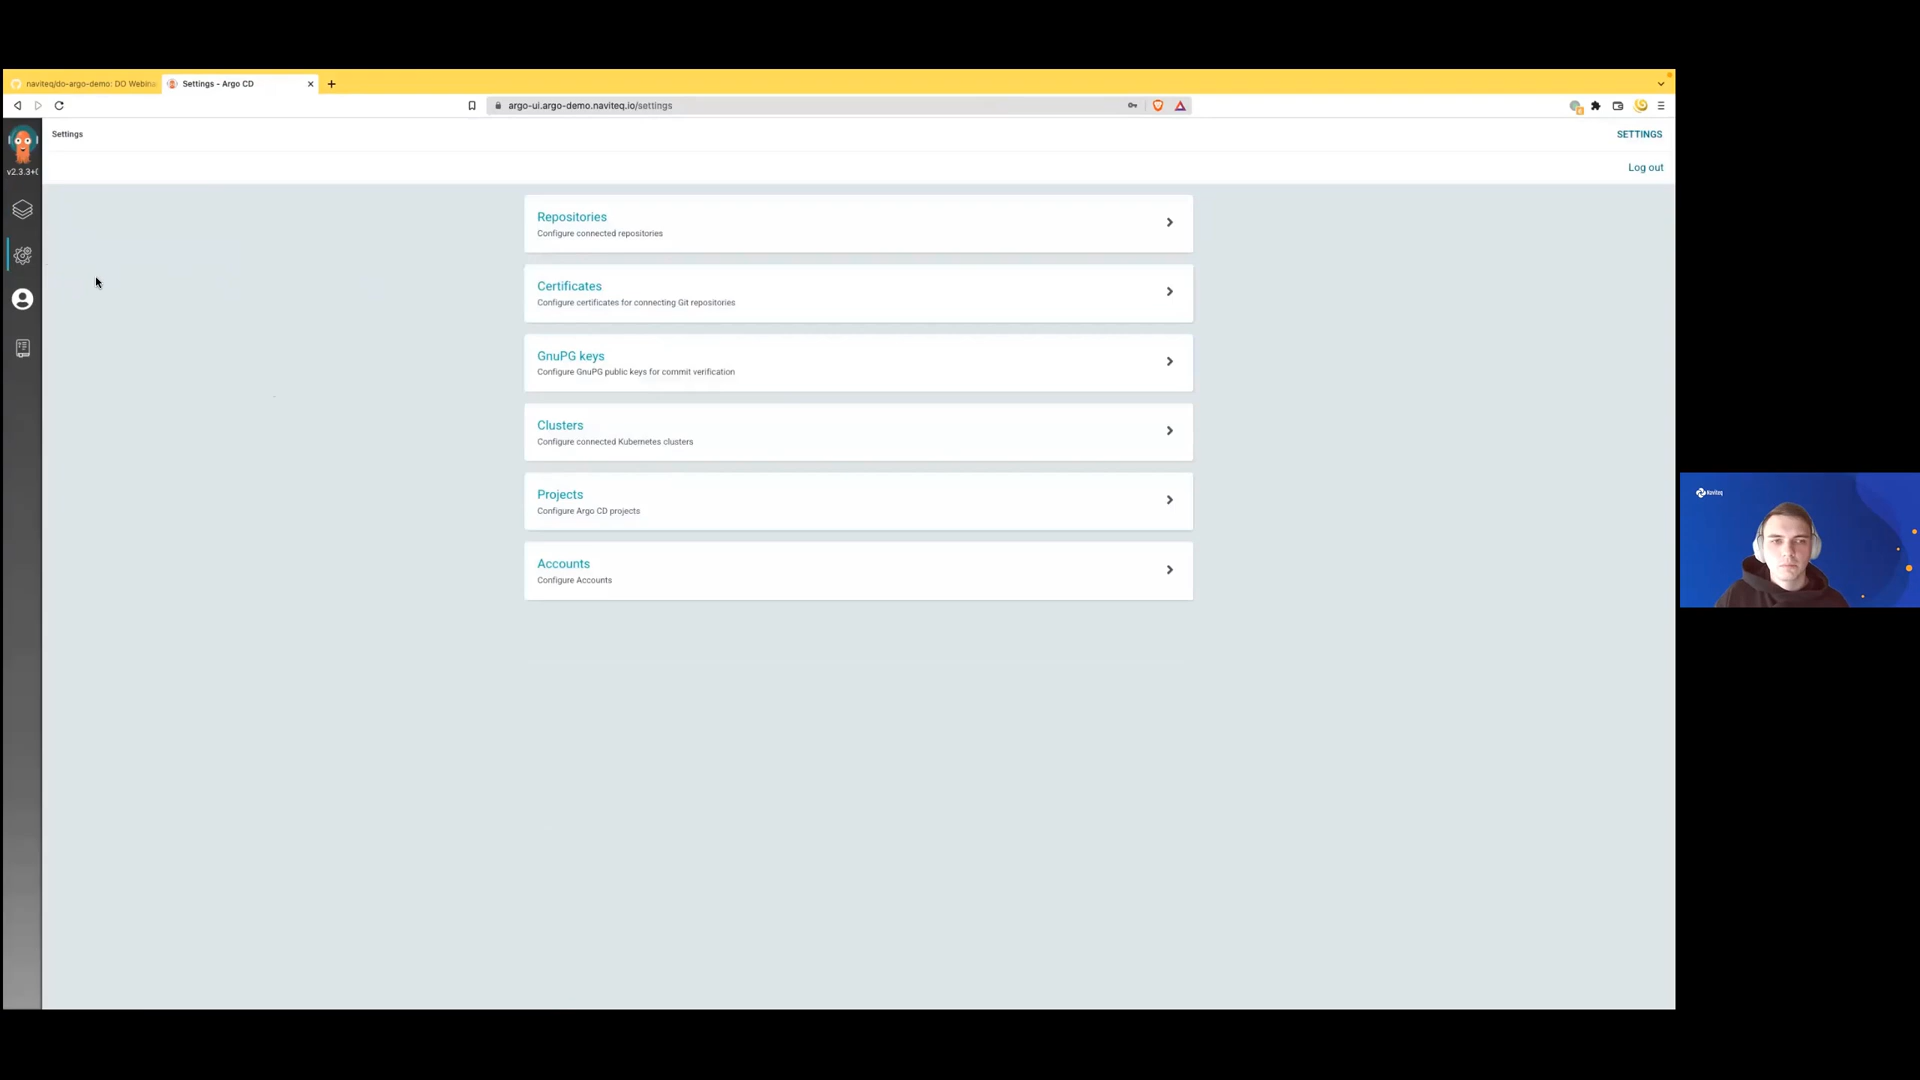 naviteq/do-argo-demo: DO Webina
Settings - Argo CD
argo-ui.argo-demo.naviteq.io/settings
Settings
SETTINGS
v2.3.3+(
Log out
Repositories
Configure connected repositories
Certificates
Configure certificates for connecting Git repositories
GnuPG keys
Configure GnuPG public keys for commit verification
Clusters
Configure connected Kubernetes clusters
Projects
Configure Argo CD projects
Accounts
Configure Accounts
Naviteq